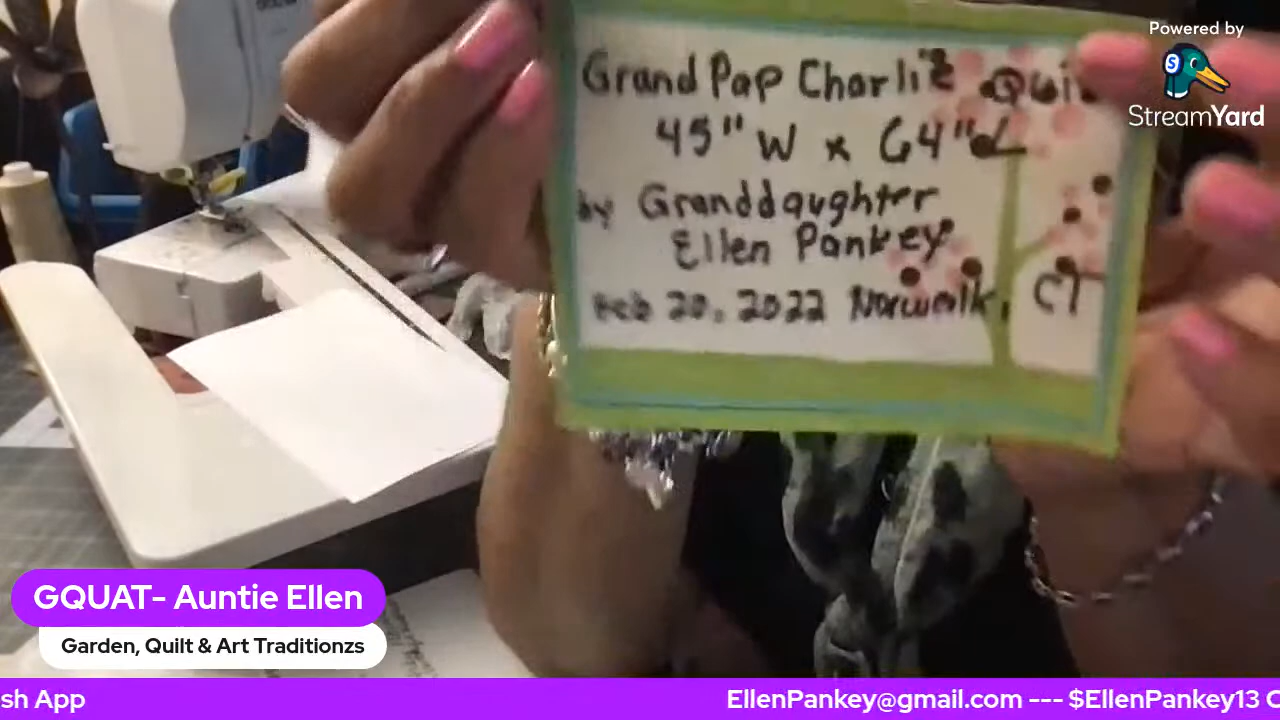 Powered by
StreamYard
Grand Pap Charlie
45" W x 64" L
by Granddaughter
Ellen Pankey
Feb 20, 2022 Norwalk, CT
GQUAT- Auntie Ellen
Garden, Quilt & Art Traditionzs
sh App
EllenPankey@gmail.com --- $EllenPankey13 C